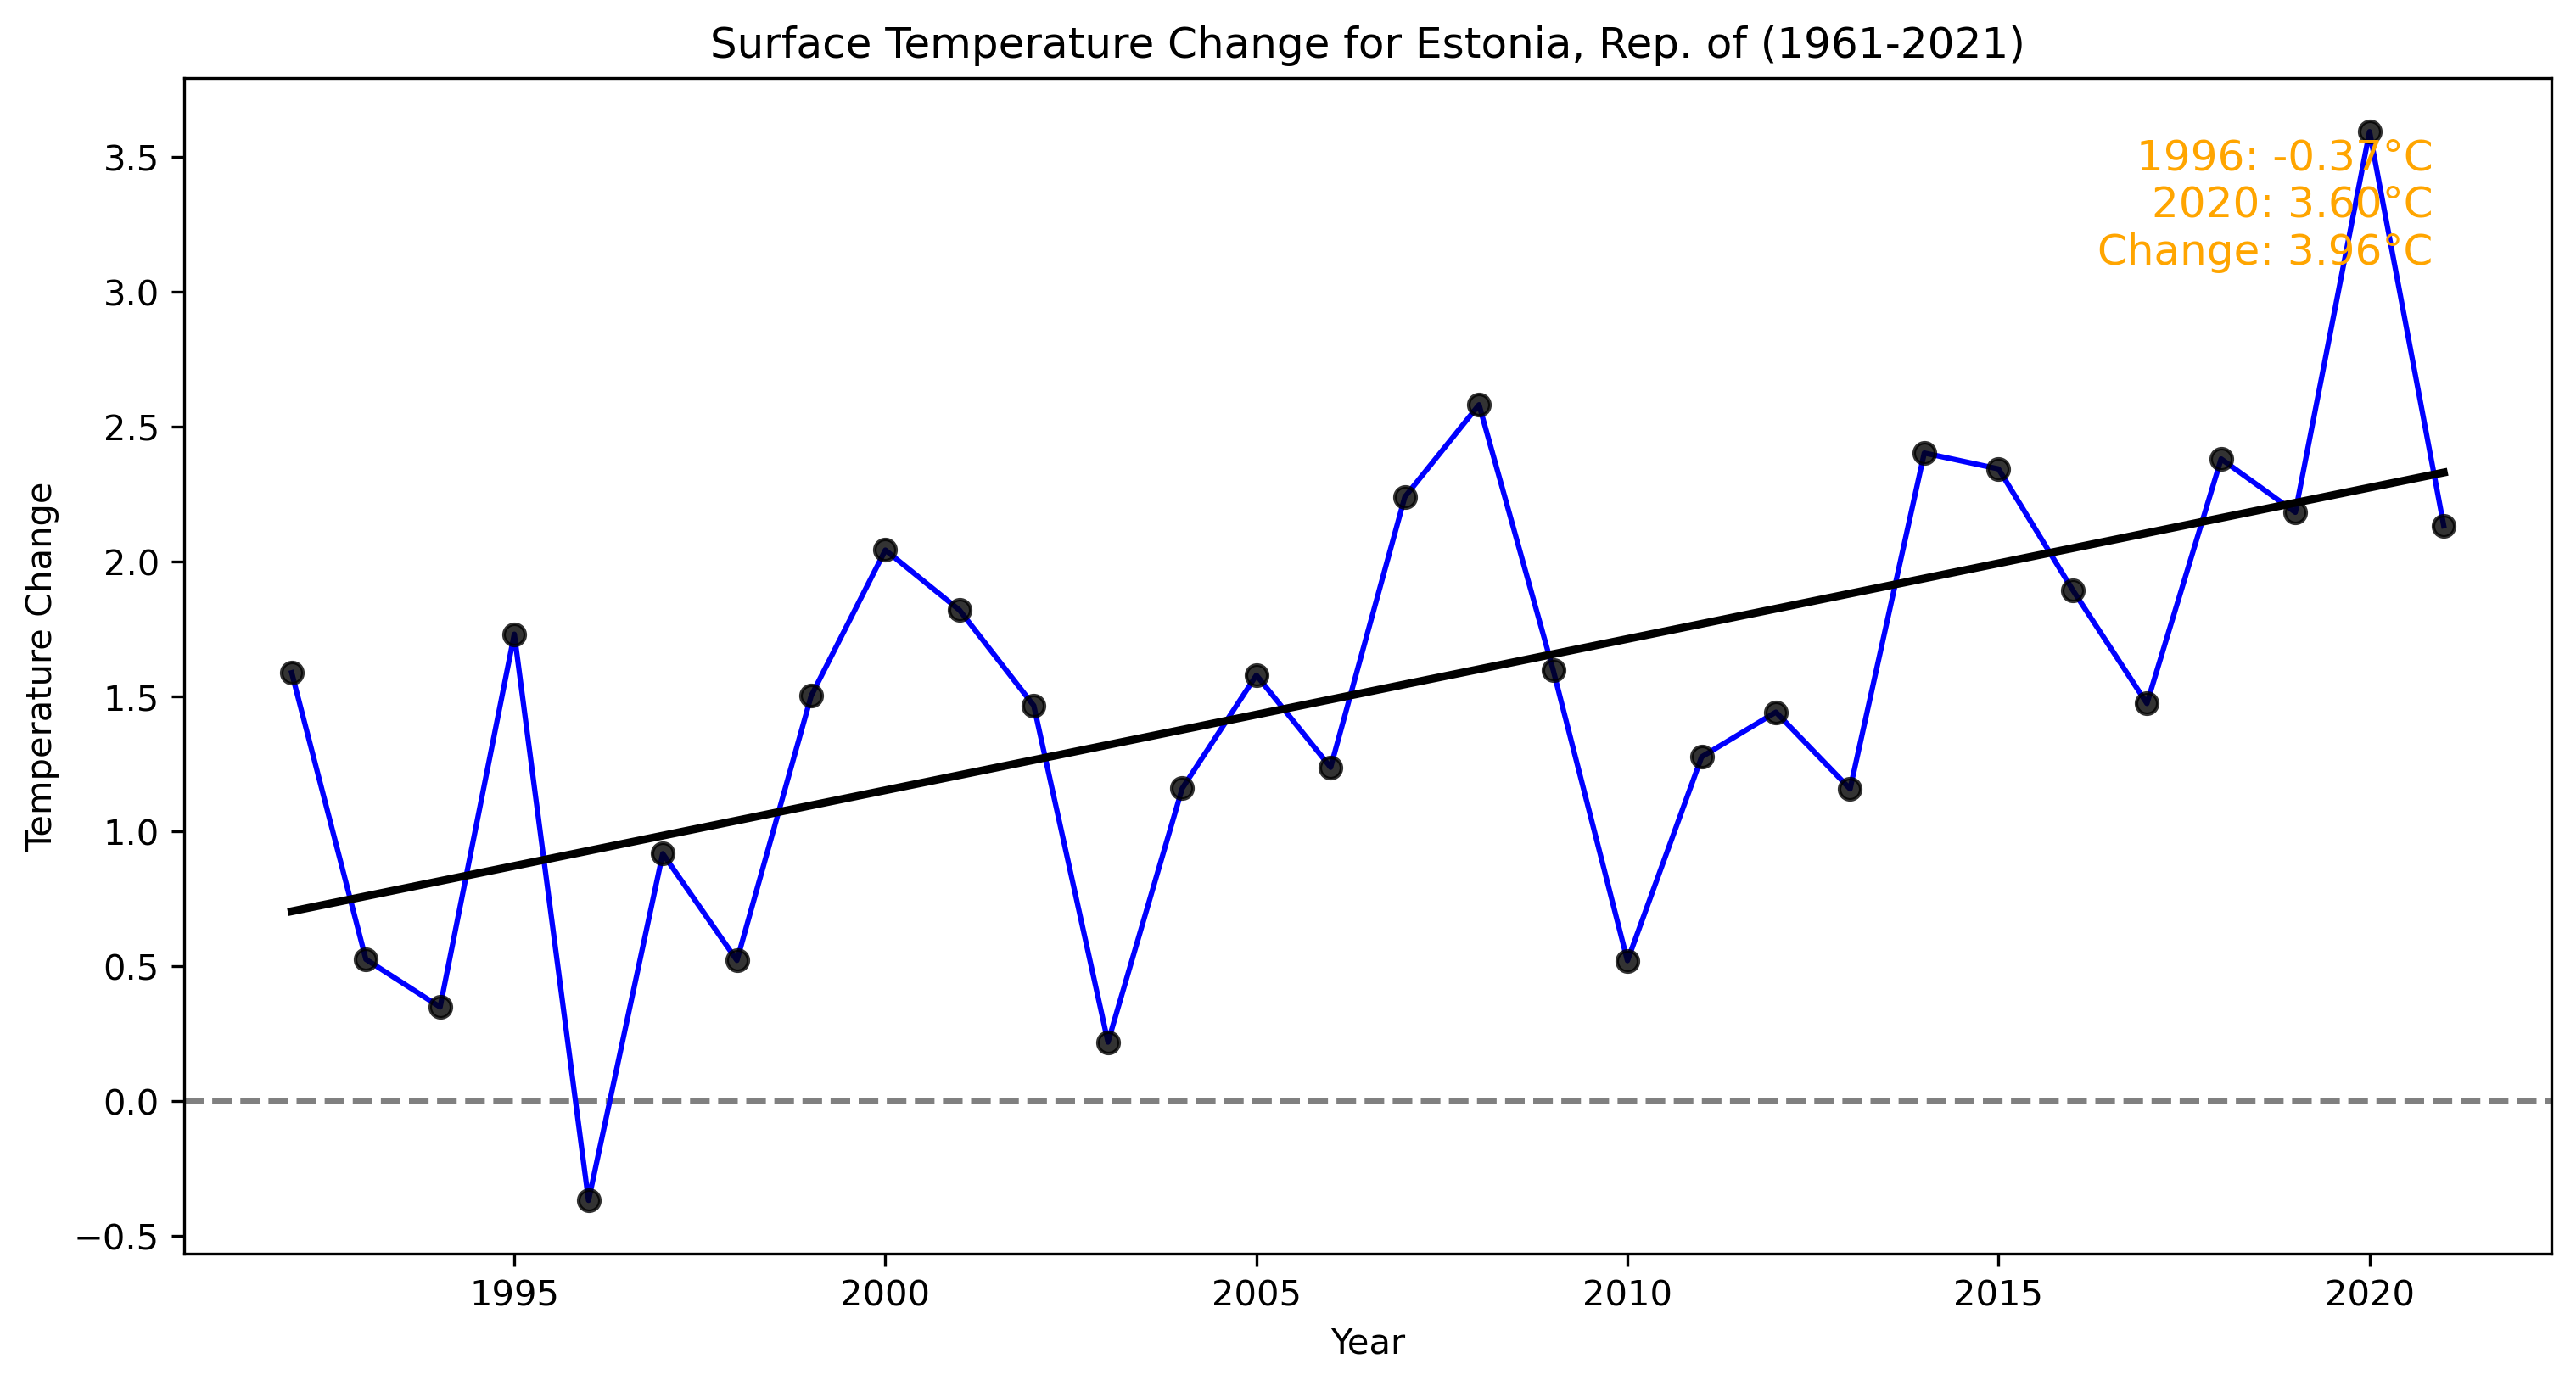 Surface Temperature Change for Estonia, Rep. of (1961-2021)
3.5
3.0
2.5
2.0
1.5
1.0
0.5
0.0
−0.5
Temperature Change
1996: -0.37°C
2020: 3.60°C
Change: 3.96°C
1995
2000
2005
2010
2015
2020
Year